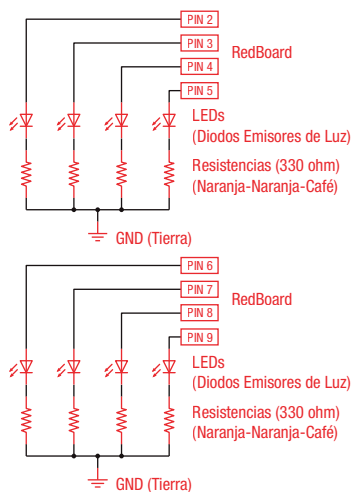 PIN 2
PIN 3
RedBoard
PIN 4
PIN 5
LEDs
(Diodos Emisores de Luz)
Resistencias (330 ohm)
(Naranja-Naranja-Café)
GND (Tierra)
PIN 6
PIN 7
RedBoard
PIN 8
PIN 9
LEDs
(Diodos Emisores de Luz)
Resistencias (330 ohm)
(Naranja-Naranja-Café)
GND (Tierra)